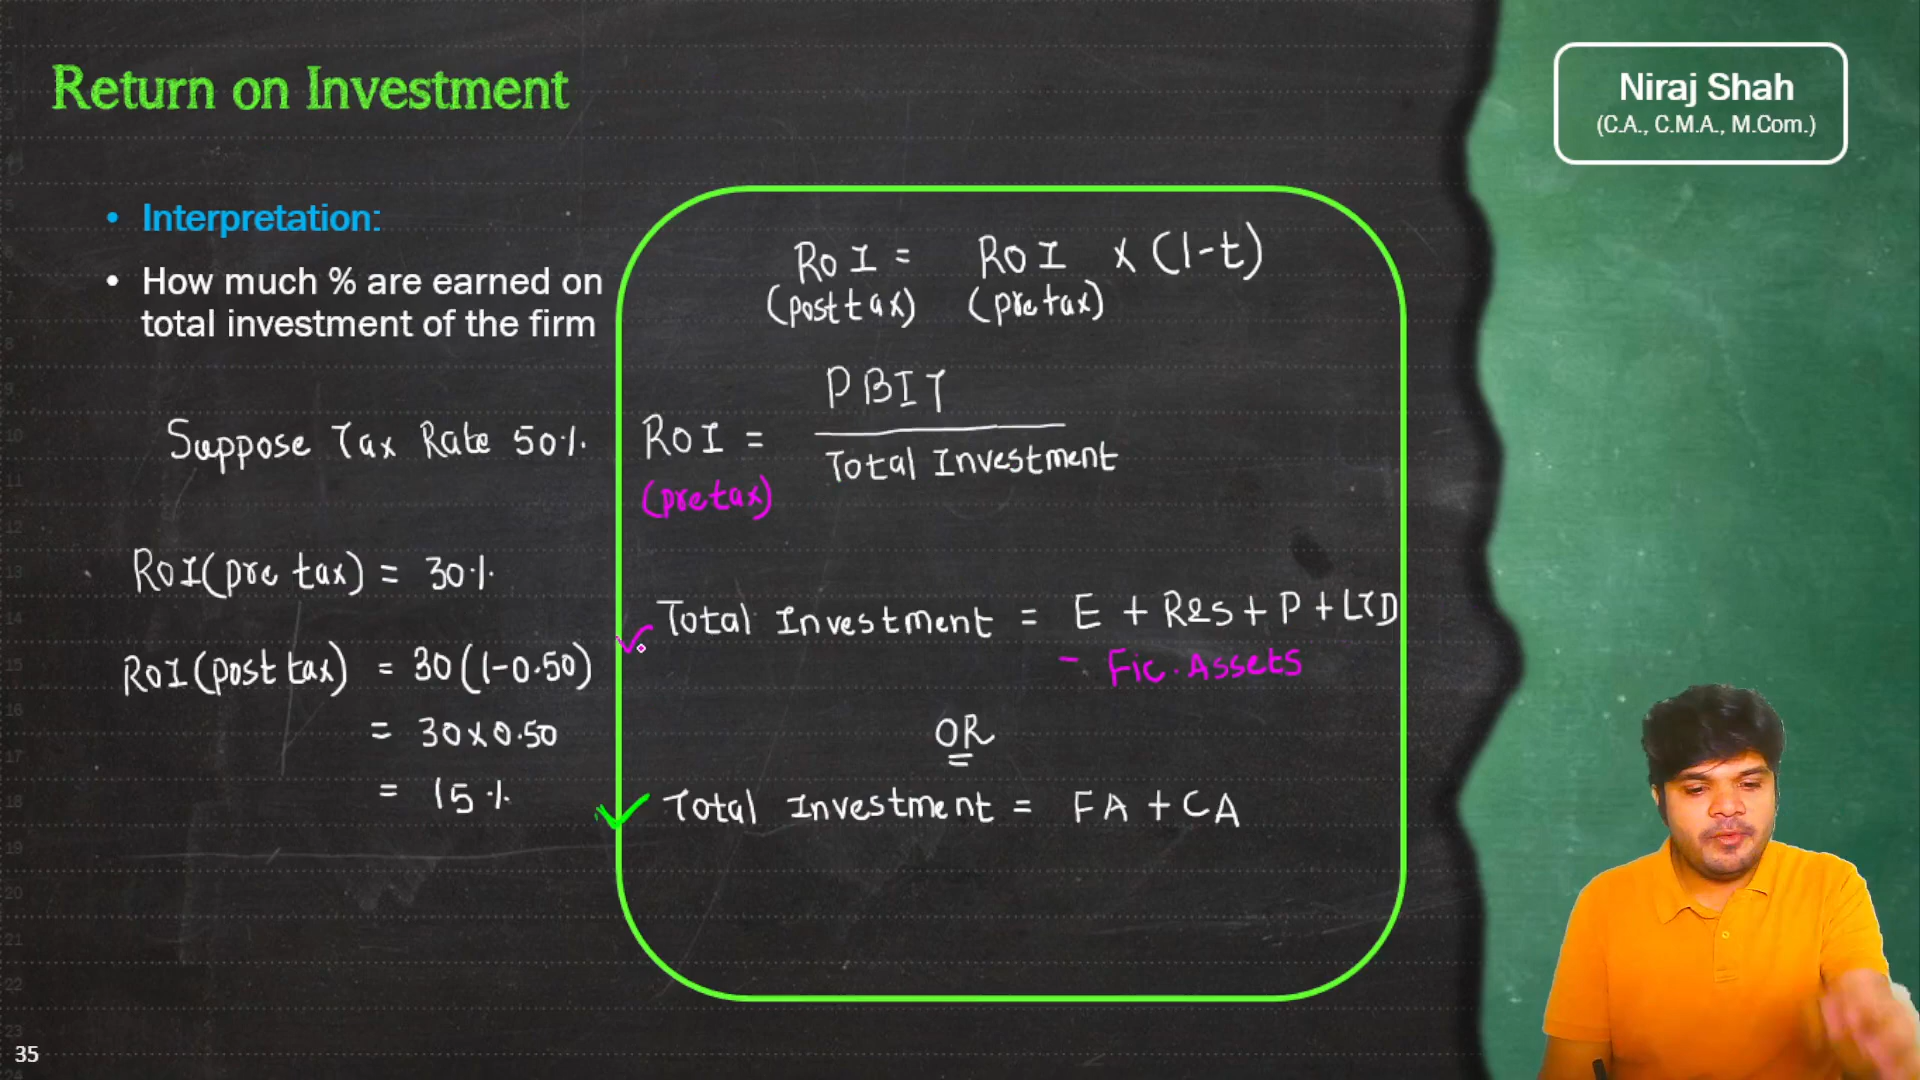 Return on Investment
Niraj Shah
(C.A., C.M.A., M.Com.)
• Interpretation:
• How much % are earned on
total investment of the firm
Suppose Tax Rate 50%
ROI(pre tax) = 30%
ROI(post tax) = 30(1-0.50)
= 30×0.50
= 15%
ROI = ROI × (1-t)
(post tax) (pre tax)
PBIT
ROI =
Total Investment
(pre tax)
Total Investment = E + R&S + P + LTD
- Fic. Assets
OR
Total Investment = FA + CA
35